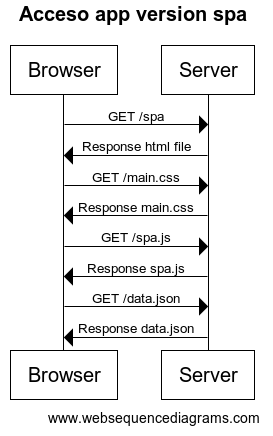 Acceso app version spa
Browser Server
GET /spa
Response html file
GET /main.css
Response main.css
GET /spa.js
Response spa.js
GET /data.json
Response data.json
Browser Server
www.websequencediagrams.com